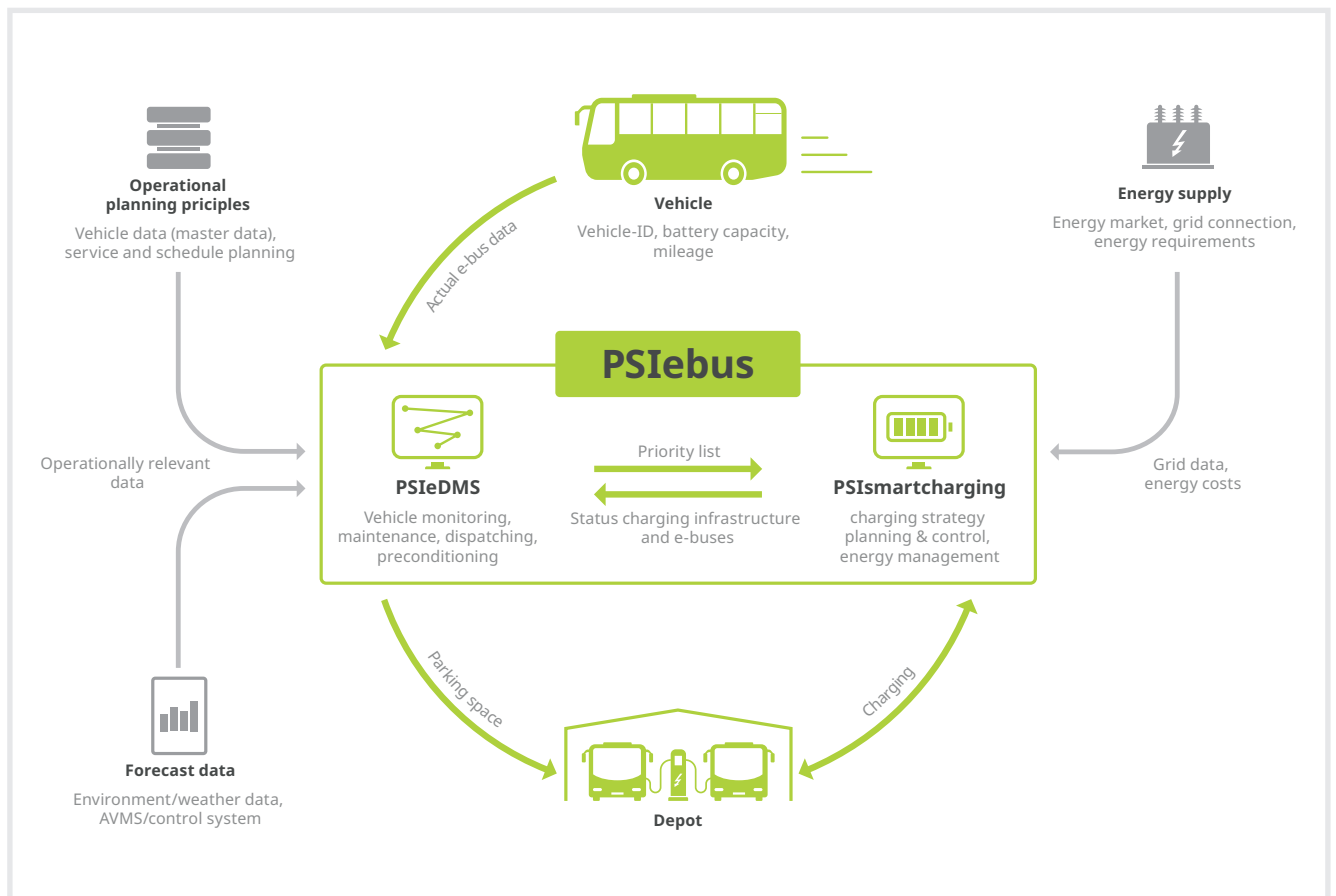 Operational
planning priciples
Vehicle data (master data),
service and schedule planning
Vehicle
Vehicle-ID, battery capacity,
mileage
Energy supply
Energy market, grid connection,
energy requirements
Actual e-bus data
PSIebus
Operationally relevant
data
PSIeDMS
Vehicle monitoring,
maintenance, dispatching,
preconditioning
Priority list
Status charging infrastructure
and e-buses
PSIsmartcharging
charging strategy
planning & control,
energy management
Grid data,
energy costs
Parking space
Charging
Forecast data
Environment/weather data,
AVMS/control system
Depot